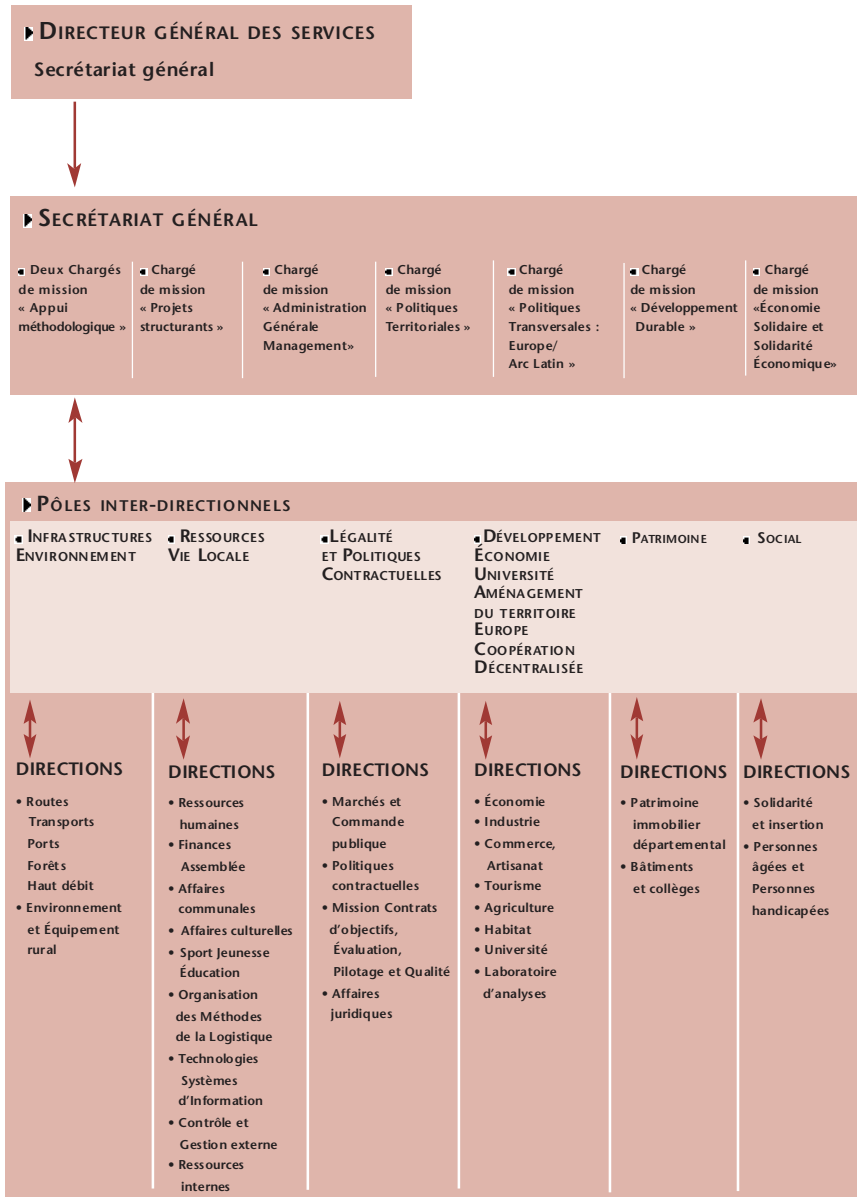 DIRECTEUR GÉNÉRAL DES SERVICES
Secrétariat général
SECRÉTARIAT GÉNÉRAL
Deux Chargés
de mission
« Appui
méthodologique »
Chargé
de mission
« Projets
structurants »
Chargé
de mission
« Administration
Générale
Management»
Chargé
de mission
« Politiques
Territoriales »
Chargé
de mission
« Politiques
Transversales :
Europe/
Arc Latin »
Chargé
de mission
« Développement
Durable »
Chargé
de mission
«Économie
Solidaire et
Solidarité
Économique»
PÔLES INTER-DIRECTIONNELS
INFRASTRUCTURES
ENVIRONNEMENT
RESSOURCES
VIE LOCALE
LÉGALITÉ
ET POLITIQUES
CONTRACTUELLES
DÉVELOPPEMENT
ÉCONOMIE
UNIVERSITÉ
AMÉNAGEMENT
DU TERRITOIRE
EUROPE
COOPÉRATION
DÉCENTRALISÉE
PATRIMOINE
SOCIAL
DIRECTIONS
• Routes
Transports
Ports
Forêts
Haut débit
• Environnement
et Équipement
rural
DIRECTIONS
• Ressources
humaines
• Finances
Assemblée
• Affaires
communales
• Affaires culturelles
• Sport Jeunesse
Éducation
• Organisation
des Méthodes
de la Logistique
• Technologies
Systèmes
d'Information
• Contrôle et
Gestion externe
• Ressources
internes
DIRECTIONS
• Marchés et
Commande
publique
• Politiques
contractuelles
• Mission Contrats
d'objectifs,
Évaluation,
Pilotage et Qualité
• Affaires
juridiques
DIRECTIONS
• Économie
• Industrie
• Commerce,
Artisanat
• Tourisme
• Agriculture
• Habitat
• Université
• Laboratoire
d'analyses
DIRECTIONS
• Patrimoine
immobilier
départemental
• Bâtiments
et collèges
DIRECTIONS
• Solidarité
et insertion
• Personnes
âgées et
Personnes
handicapées